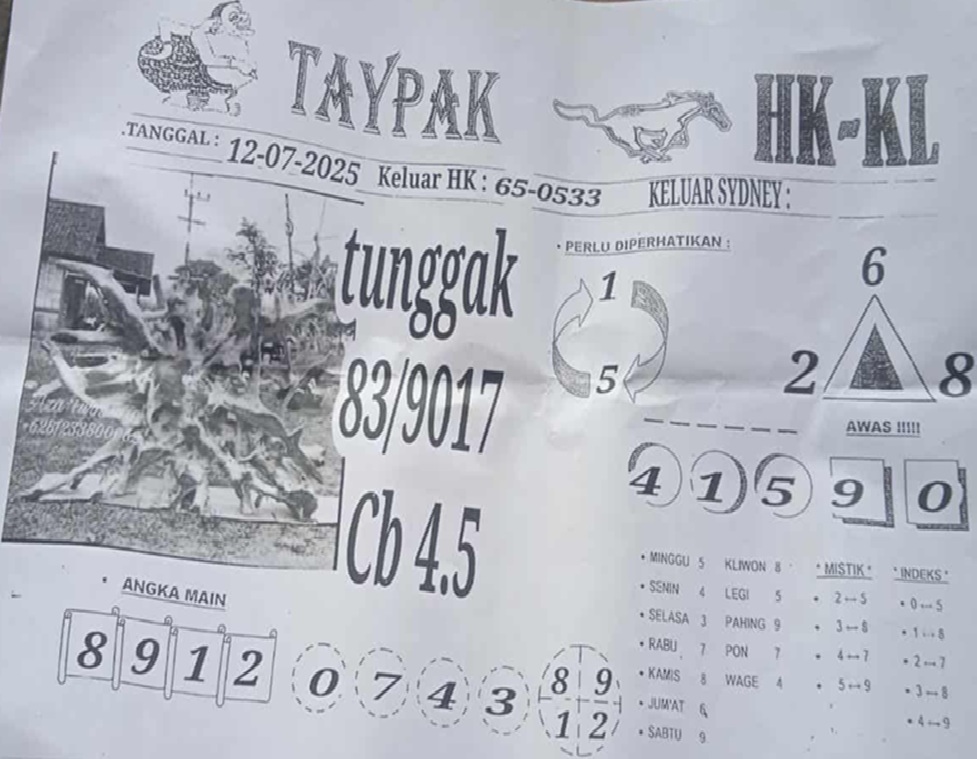 TAYPAK
HK-KL
.TANGGAL : 12-07-2025 Keluar HK : 65-0533 KELUAR SYDNEY :
tunggak
83/9017
Cb 4.5
• PERLU DIPERHATIKAN :
1
5
6
2 8
AWAS !!!!!
4 1 5 9 0
• ANGKA MAIN
8 9 1 2
0 7 4 3
8 9
1 2
• MINGGU 5 KLIWON 8 * MISTIK * * INDEKS *
• SENIN 4 LEGI 5 • 2↔5 • 0↔5
• SELASA 3 PAHING 9 • 3↔8 • 1↔8
• RABU 7 PON 7 • 4↔7 • 2↔7
• KAMIS 8 WAGE 4 • 5↔9 • 3↔8
• JUM'AT 6 • 4↔9
• SABTU 9